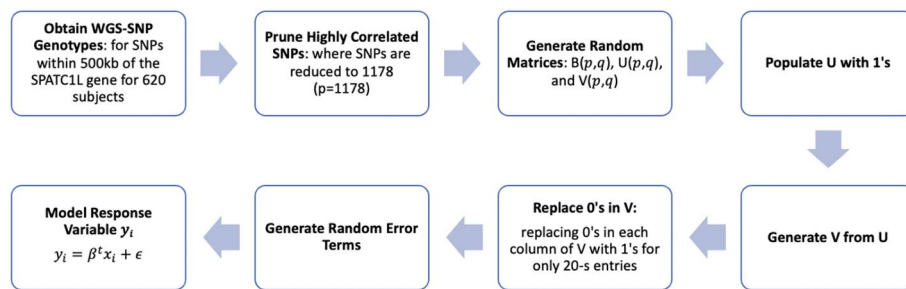 Obtain WGS-SNP
Genotypes: for SNPs
within 500kb of the
SPATC1L gene for 620
subjects
Prune Highly Correlated
SNPs: where SNPs are
reduced to 1178
(p=1178)
Generate Random
Matrices: B(p,q), U(p,q),
and V(p,q)
Populate U with 1's
Generate V from U
Replace 0's in V:
replacing 0's in each
column of V with 1's for
only 20-s entries
Generate Random Error
Terms
Model Response
Variable yᵢ
yᵢ = βᵗxᵢ + ϵ